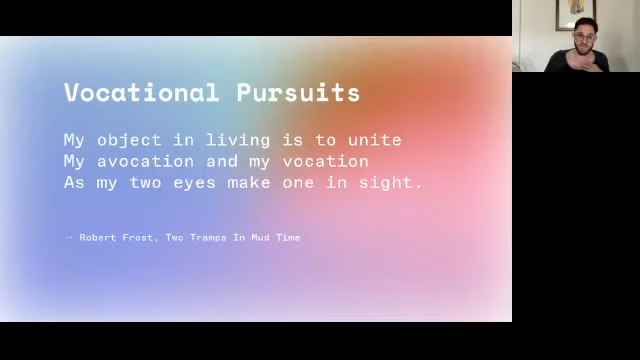 Vocational Pursuits
My object in living is to unite
My avocation and my vocation
As my two eyes make one in sight.
— Robert Frost, Two Tramps In Mud Time